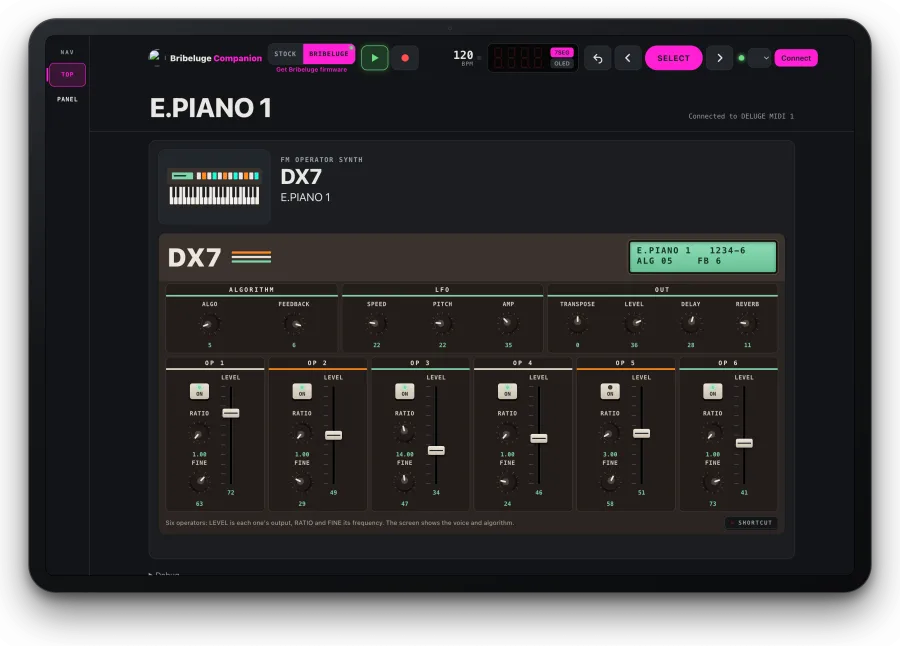 NAV
TOP
PANEL
Bribeluge Companion
STOCK BRIBELUGE
Get Bribeluge firmware
120
BPM
7SEG
OLED
SELECT
Connect
E.PIANO 1
Connected to DELUGE MIDI 1
FM OPERATOR SYNTH
DX7
E.PIANO 1
DX7
E.PIANO 1 1234-6
ALG 05 FB 6
ALGORITHM LFO OUT
ALGO FEEDBACK SPEED PITCH AMP TRANSPOSE LEVEL DELAY REVERB
5 6 22 22 35 0 36 28 11
OP 1 OP 2 OP 3 OP 4 OP 5 OP 6
LEVEL LEVEL LEVEL LEVEL LEVEL LEVEL
ON ON ON ON ON ON
RATIO RATIO RATIO RATIO RATIO RATIO
1.00 1.00 14.00 1.00 3.00 1.00
FINE FINE FINE FINE FINE FINE
72 49 34 46 51 41
63 29 47 24 58 73
Six operators: LEVEL is each one's output, RATIO and FINE its frequency. The screen shows the voice and algorithm.
SHORTCUT